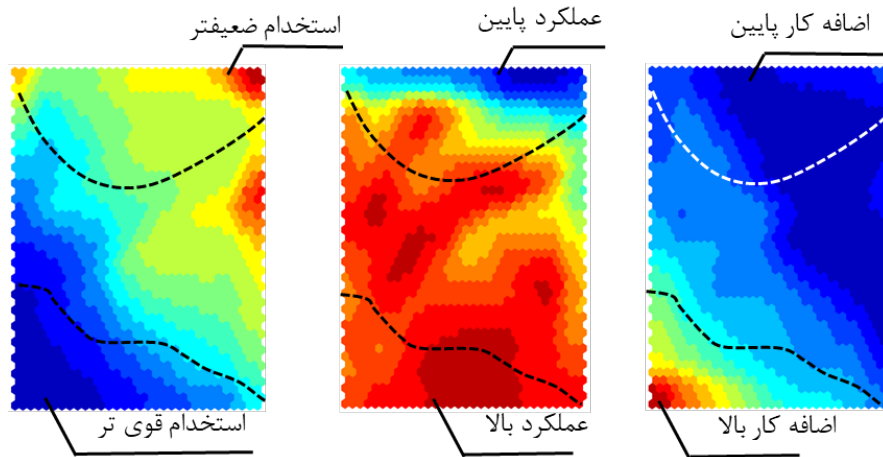 اضافه کار پایین
عملکرد پایین
استخدام ضعیفتر
اضافه کار بالا
عملکرد بالا
استخدام قوی تر